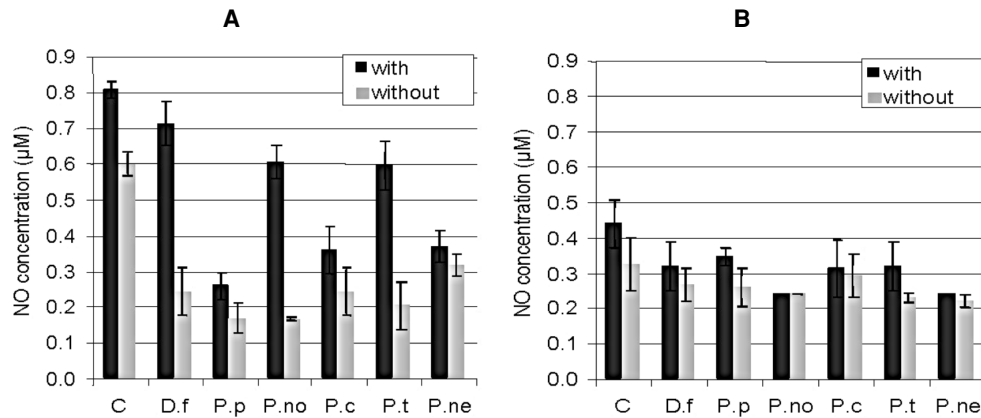 A
NO concentration (µM)
0.9
0.8
0.7
0.6
0.5
0.4
0.3
0.2
0.1
0.0
with
without
C D.f P.p P.no P.c P.t P.ne
B
NO concentration (µM)
0.9
0.8
0.7
0.6
0.5
0.4
0.3
0.2
0.1
0.0
with
without
C D.f P.p P.no P.c P.t P.ne